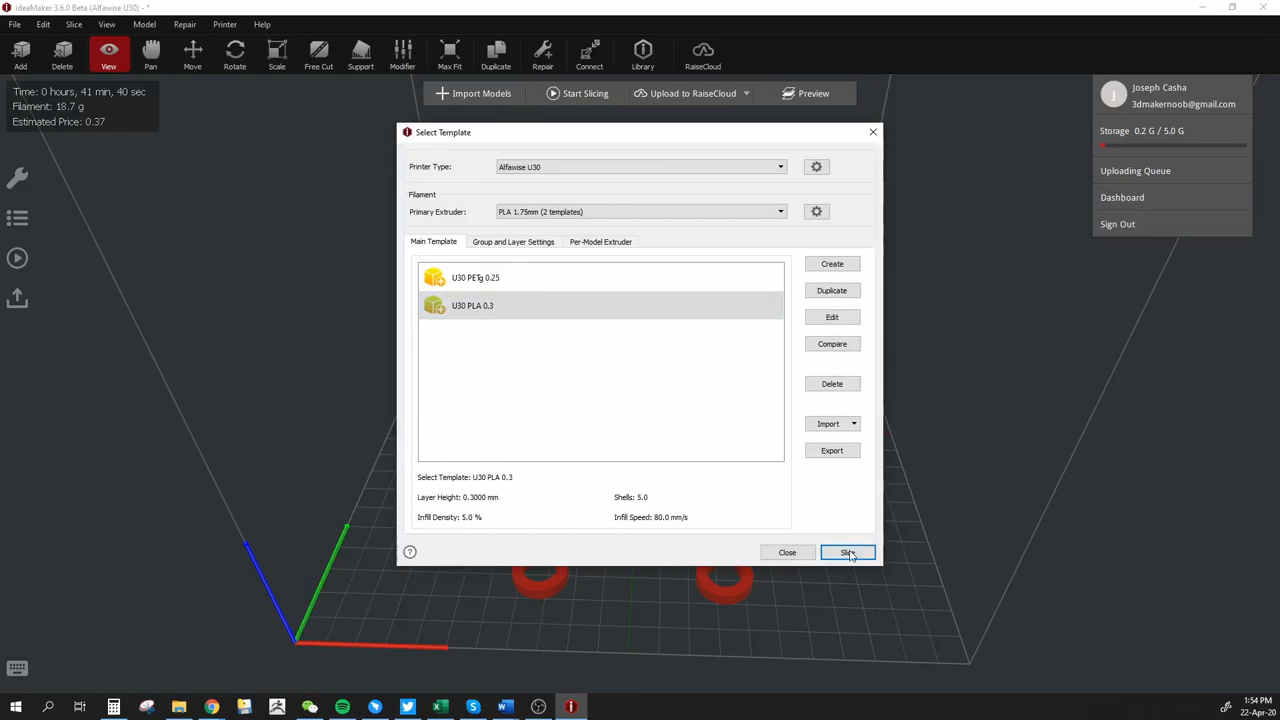 ideaMaker 3.6.0 Beta (Alfawise U30) - *
File Edit Slice View Model Repair Printer Help
Add Delete View Pan Move Rotate Scale Free Cut Support Modifier Max Fit Duplicate Repair Connect Library RaiseCloud
Time: 0 hours, 41 min, 40 sec
Filament: 18.7 g
Estimated Price: 0.37
Import Models Start Slicing Upload to RaiseCloud Preview
J
Joseph Casha
3dmakernoob@gmail.com
Storage 0.2 G / 5.0 G
Uploading Queue
Dashboard
Sign Out
Select Template
Printer Type: Alfawise U30
Filament
Primary Extruder: PLA 1.75mm (2 templates)
Main Template Group and Layer Settings Per-Model Extruder
U30 PETg 0.25
U30 PLA 0.3
Create
Duplicate
Edit
Compare
Delete
Import
Export
Select Template: U30 PLA 0.3
Layer Height: 0.3000 mm Shells: 5.0
Infill Density: 5.0 % Infill Speed: 80.0 mm/s
? Close Slice
1:54 PM
22-Apr-20